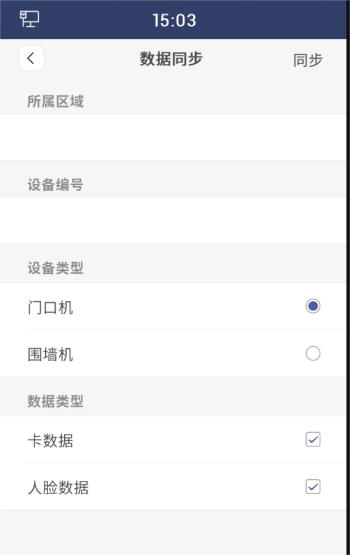 15:03
数据同步
同步
所属区域
设备编号
设备类型
门口机
围墙机
数据类型
卡数据
人脸数据